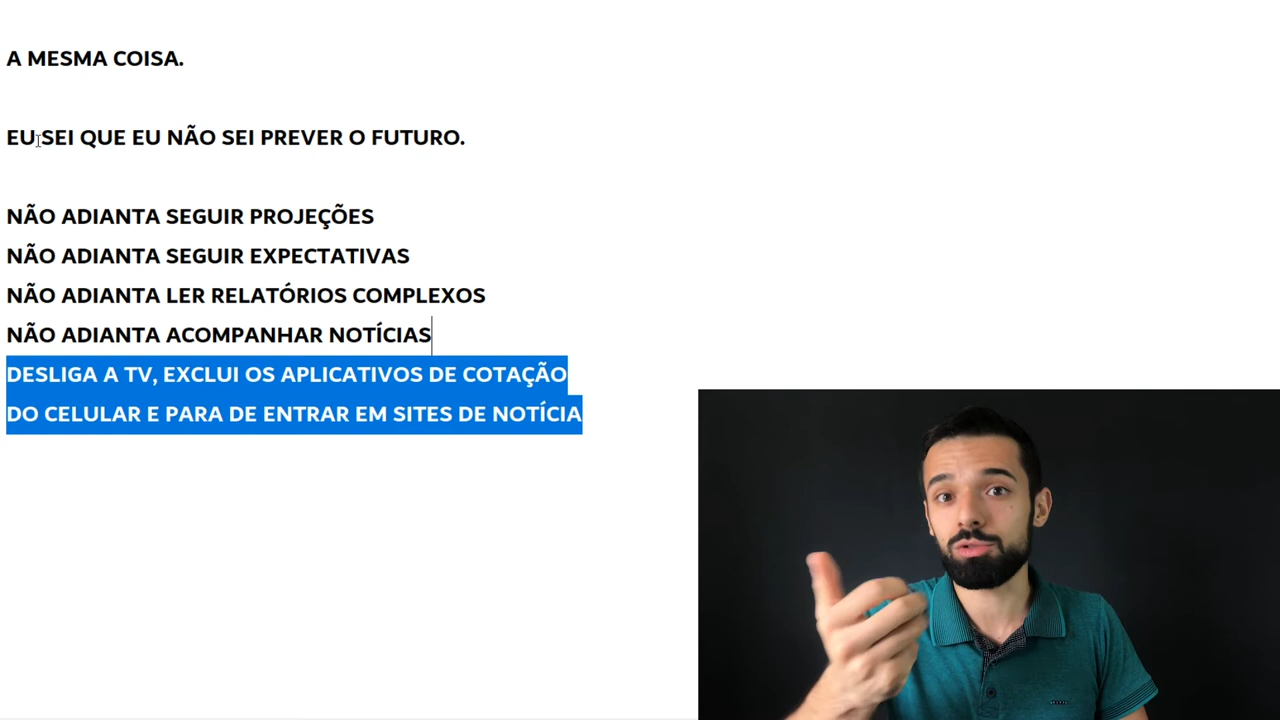 A MESMA COISA.
EU SEI QUE EU NÃO SEI PREVER O FUTURO.
NÃO ADIANTA SEGUIR PROJEÇÕES
NÃO ADIANTA SEGUIR EXPECTATIVAS
NÃO ADIANTA LER RELATÓRIOS COMPLEXOS
NÃO ADIANTA ACOMPANHAR NOTÍCIAS
DESLIGA A TV, EXCLUI OS APLICATIVOS DE COTAÇÃO
DO CELULAR E PARA DE ENTRAR EM SITES DE NOTÍCIA